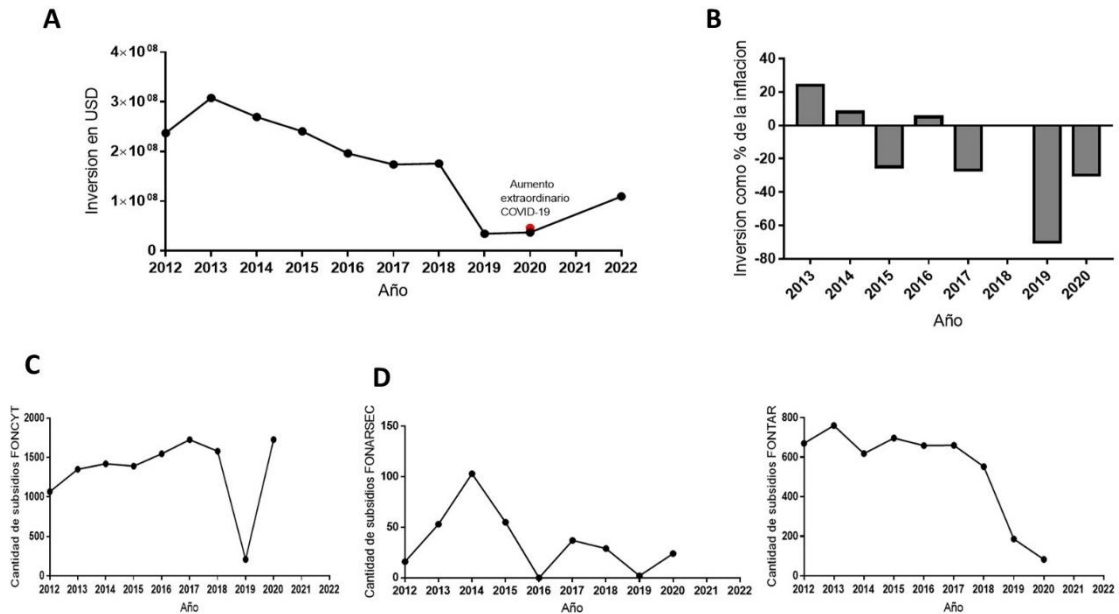 A
Inversion en USD
4×10⁰⁸
3×10⁰⁸
2×10⁰⁸
1×10⁰⁸
0
Aumento
extraordinario
COVID-19
2012 2013 2014 2015 2016 2017 2018 2019 2020 2021 2022
Año
B
Inversion como % de la inflacion
40
20
0
-20
-40
-60
-80
2013 2014 2015 2016 2017 2018 2019 2020
Año
C
Cantidad de subsidios FONCYT
2000
1500
1000
500
0
2012 2013 2014 2015 2016 2017 2018 2019 2020 2021 2022
Año
D
Cantidad de subsidios FONARSEC
150
100
50
0
2012 2013 2014 2015 2016 2017 2018 2019 2020 2021 2022
Año
Cantidad de subsidios FONTAR
800
600
400
200
0
2012 2013 2014 2015 2016 2017 2018 2019 2020 2021 2022
Año